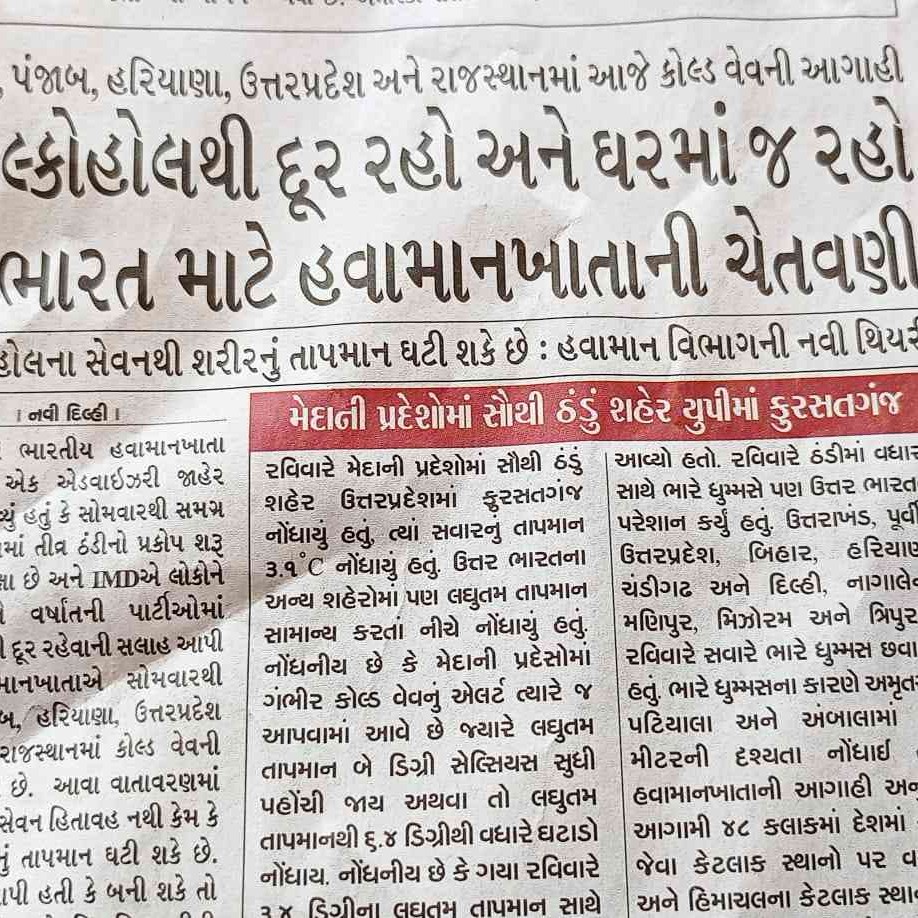 પંજાબ, હરિયાણા, ઉત્તરપ્રદેશ અને રાજસ્થાનમાં આજે કોલ્ડ વેવની આગાહી
લ્કોહોલથી દૂર રહો અને ઘરમાં જ રહો
ભારત માટે હવામાનખાતાની ચેતવણી
હોલના સેવનથી શરીરનું તાપમાન ઘટી શકે છે : હવામાન વિભાગની નવી થિયરી
। નવી દિલ્હી ।
ભારતીય હવામાનખાતા
એક એડવાઇઝરી જાહેર
હતું કે સોમવારથી સમગ્ર
માં તીવ્ર ઠંડીનો પ્રકોપ શરૂ
છે અને IMDએ લોકોને
વર્ષાંતની પાર્ટીઓમાં
દૂર રહેવાની સલાહ આપી
માનખાતાએ સોમવારથી
બ, હરિયાણા, ઉત્તરપ્રદેશ
રાજસ્થાનમાં કોલ્ડ વેવની
છે. આવા વાતાવરણમાં
સેવન હિતાવહ નથી કેમ કે
તાપમાન ઘટી શકે છે.
હતી કે બની શકે તો
મેદાની પ્રદેશોમાં સૌથી ઠંડું શહેર યુપીમાં ફુરસતગંજ
રવિવારે મેદાની પ્રદેશોમાં સૌથી ઠંડું
શહેર ઉત્તરપ્રદેશમાં ફુરસતગંજ
નોંધાયું હતું, ત્યાં સવારનું તાપમાન
૩.૧°C નોંધાયું હતું. ઉત્તર ભારતના
અન્ય શહેરોમાં પણ લઘુતમ તાપમાન
સામાન્ય કરતાં નીચે નોંધાયું હતું.
નોંધનીય છે કે મેદાની પ્રદેસોમાં
ગંભીર કોલ્ડ વેવનું એલર્ટ ત્યારે જ
આપવામાં આવે છે જ્યારે લઘુતમ
તાપમાન બે ડિગ્રી સેલ્સિયસ સુધી
પહોંચી જાય અથવા તો લઘુતમ
તાપમાનથી ૬.૪ ડિગ્રીથી વધારે ઘટાડો
નોંધાય. નોંધનીય છે કે ગયા રવિવારે
૩.૪ ડિગ્રીના લઘુતમ તાપમાન સાથે
આવ્યો હતો. રવિવારે ઠંડીમાં વધાર
સાથે ભારે ધુમ્મસે પણ ઉત્તર ભારત
પરેશાન કર્યું હતું. ઉત્તરાખંડ, પૂર્વી
ઉત્તરપ્રદેશ, બિહાર, હરિયાણ
ચંડીગઢ અને દિલ્હી, નાગાલે
મણિપુર, મિઝોરમ અને ત્રિપુર
રવિવારે સવારે ભારે ધુમ્મસ છવા
હતું. ભારે ધુમ્મસના કારણે અમૃત
પટિયાલા અને અંબાલામાં
મીટરની દૃશ્યતા નોંધાઈ
હવામાનખાતાની આગાહી અનુ
આગામી ૪૮ કલાકમાં દેશમાં
જેવા કેટલાક સ્થાનો પર વ
અને હિમાચલના કેટલાક સ્થા